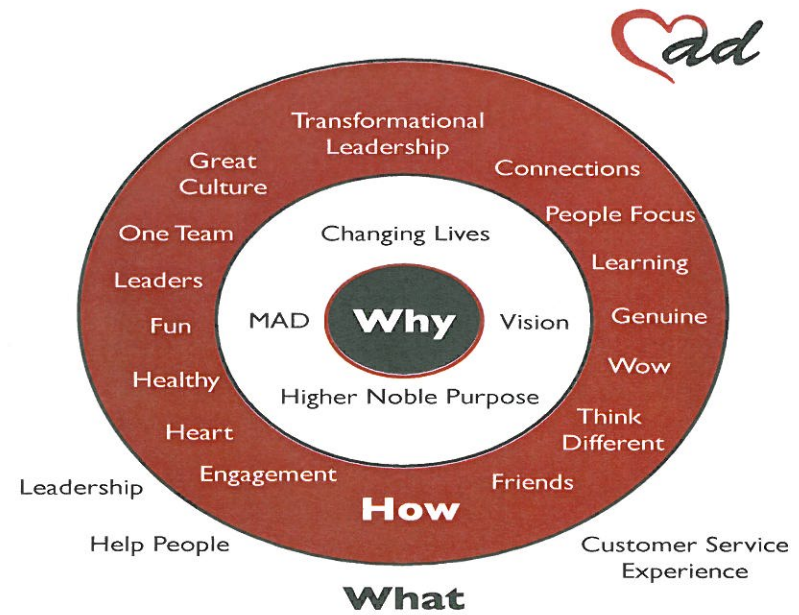 Mad
Transformational
Leadership
Great
Culture
Connections
People Focus
One Team
Changing Lives
Learning
Leaders
Fun
MAD
Why
Vision
Genuine
Wow
Healthy
Higher Noble Purpose
Think
Different
Heart
Engagement
Friends
Leadership
How
Help People
Customer Service
Experience
What